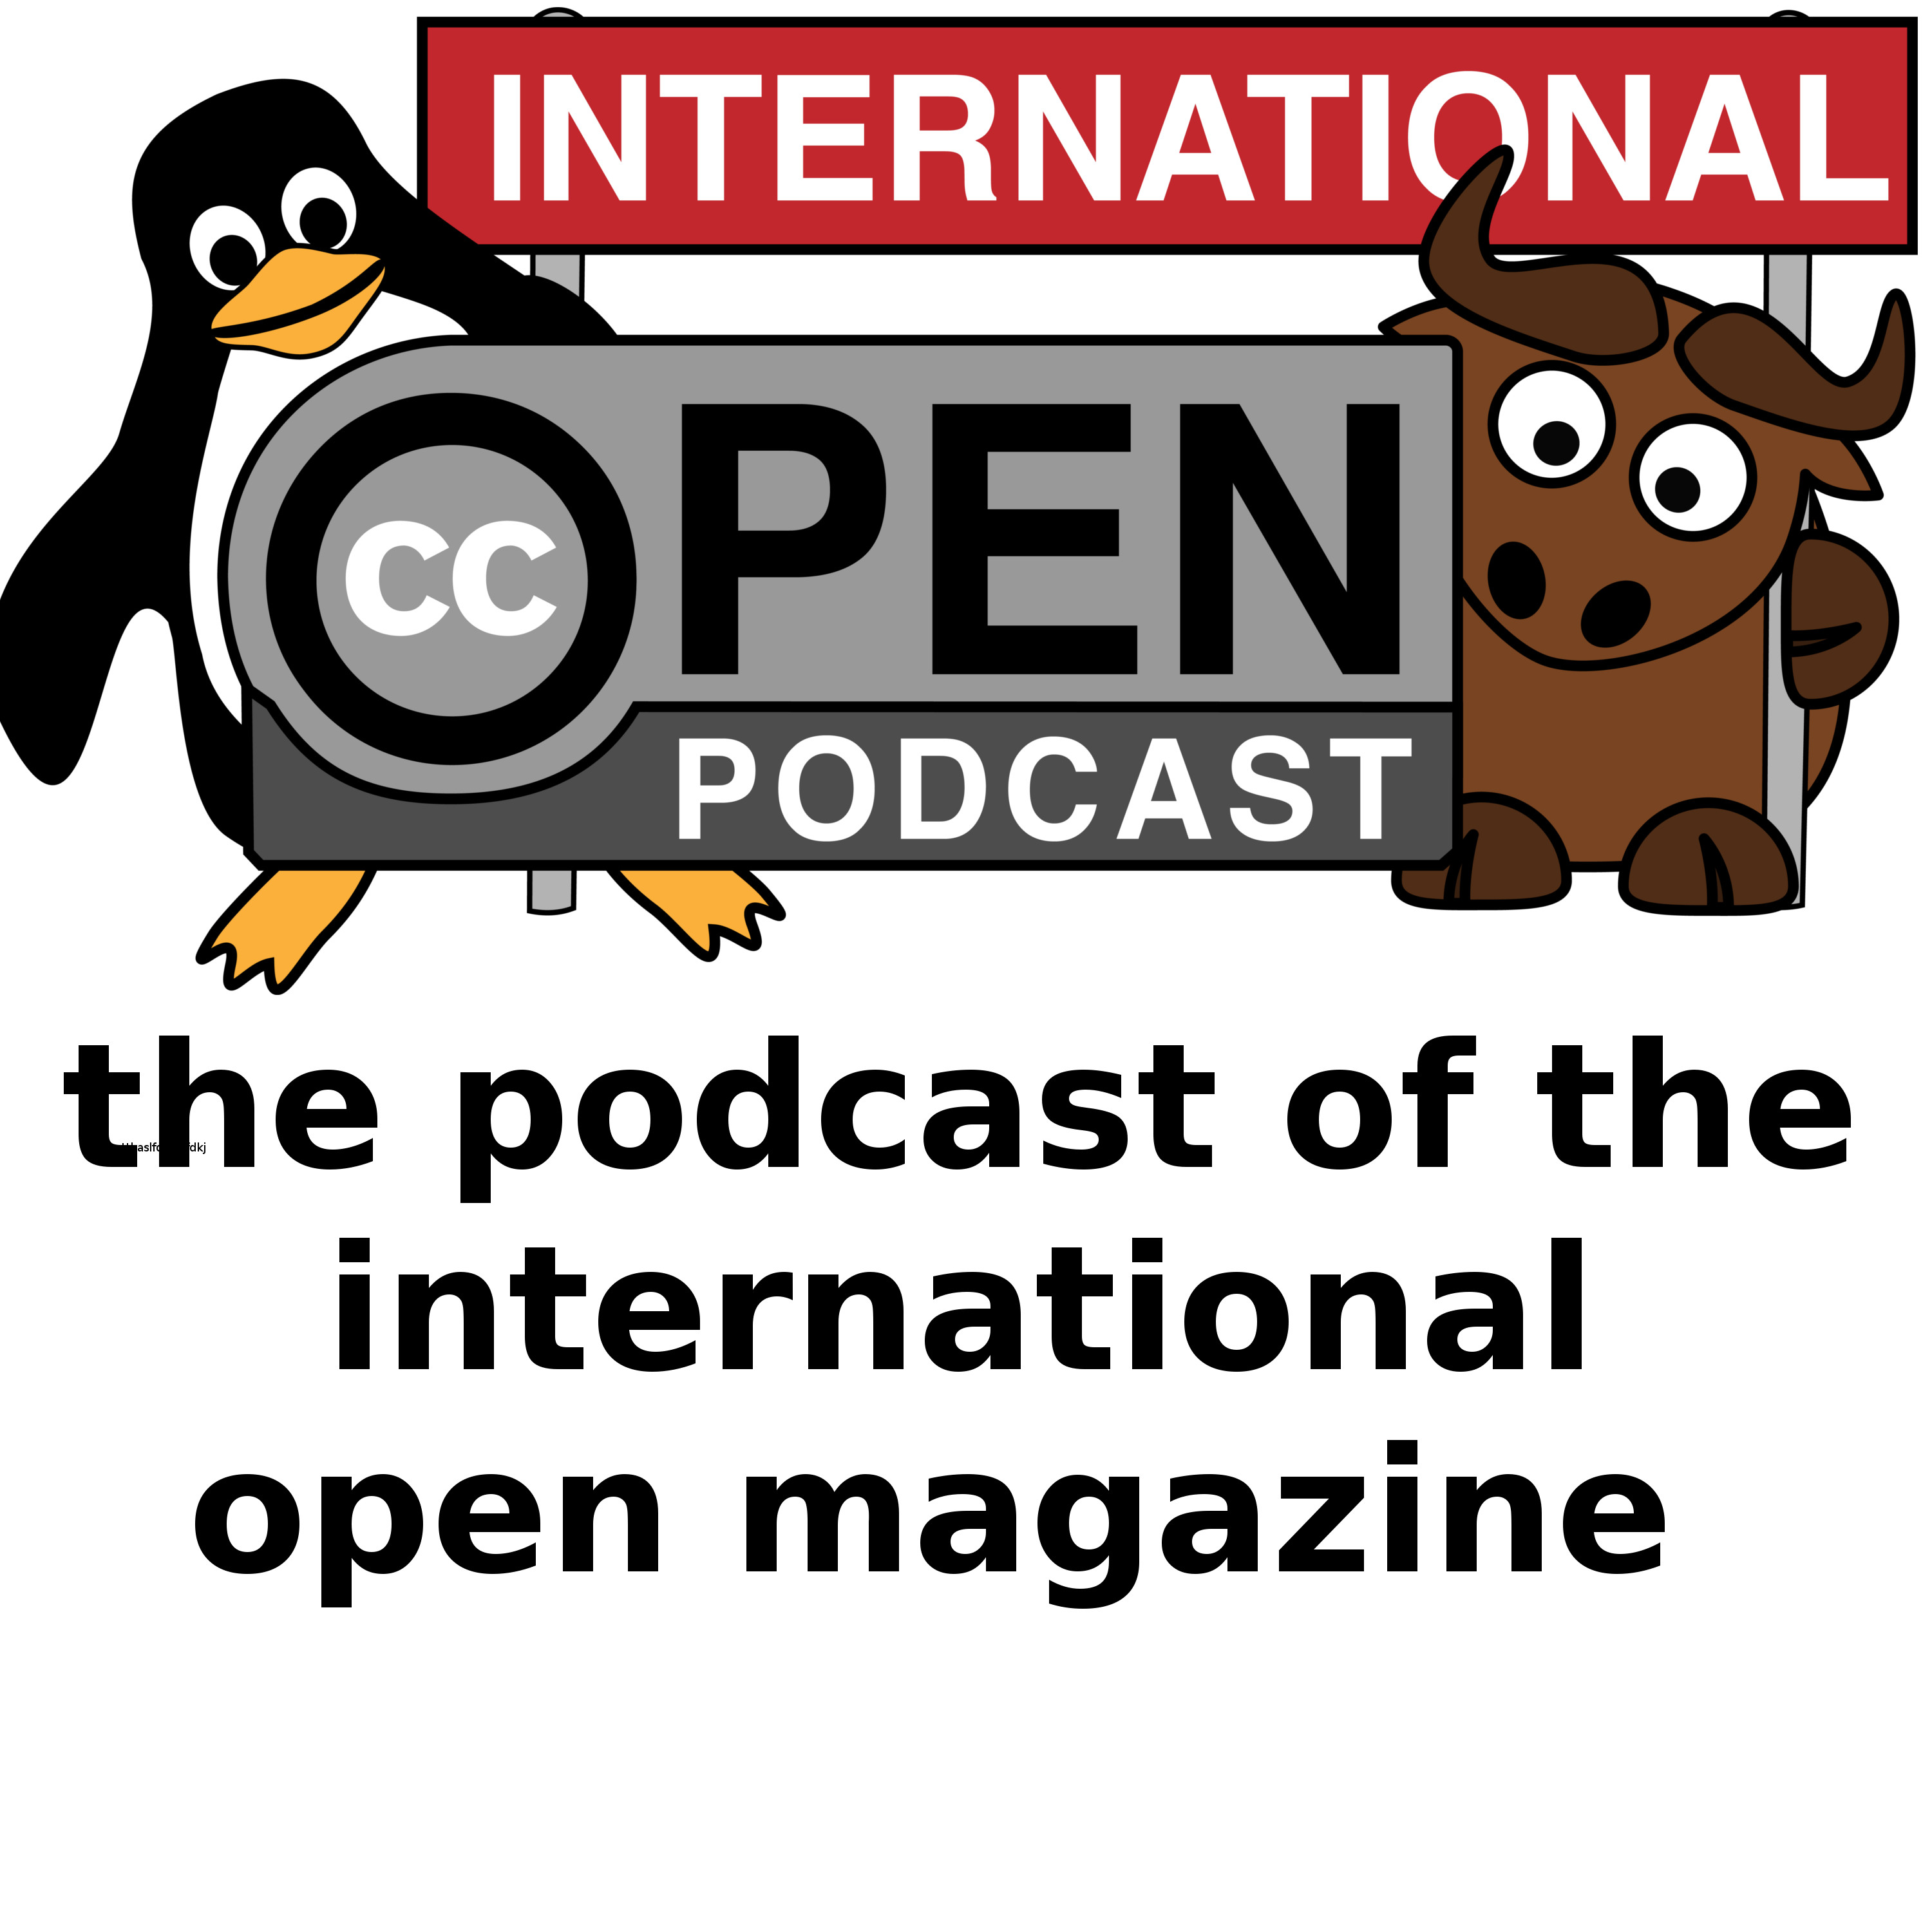 INTERNATIONAL
cc
OPEN
PODCAST
the podcast of the
international
open magazine